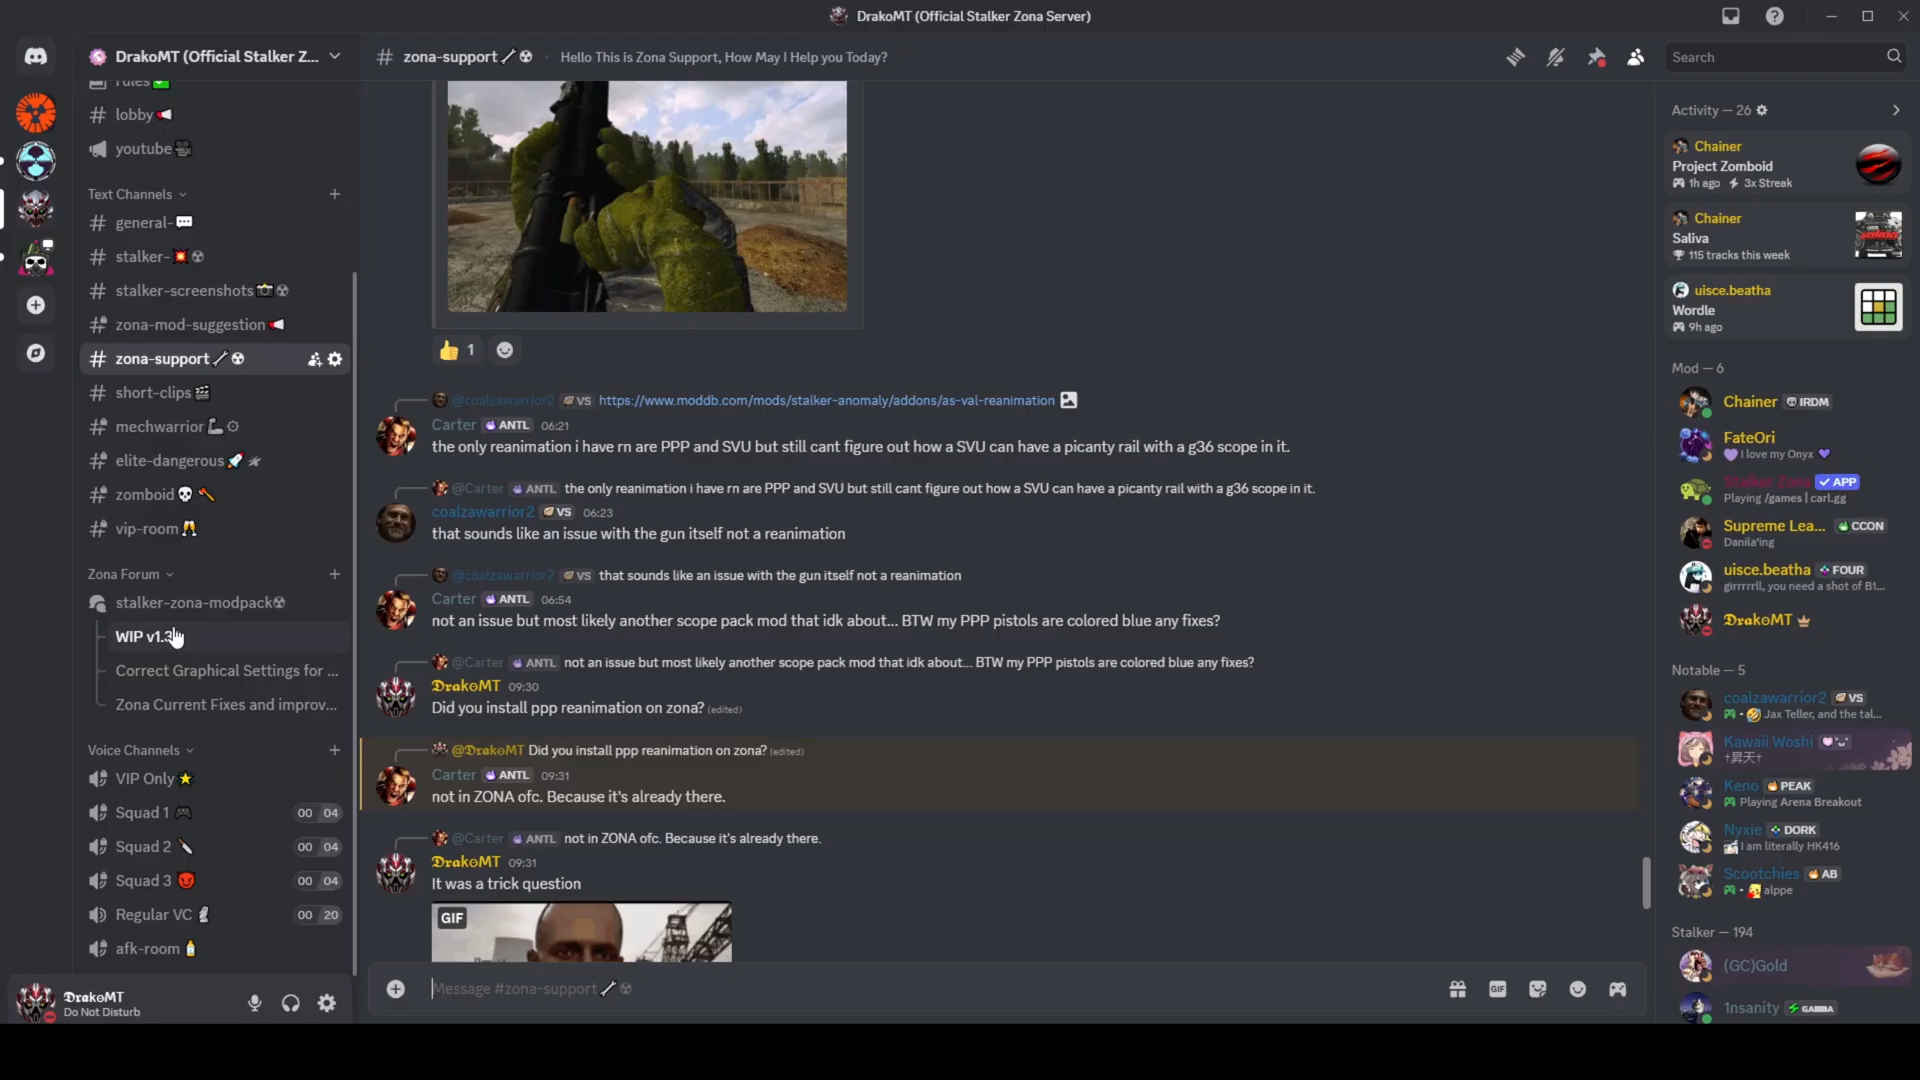 DrakoMT (Official Stalker Zona Server)
DrakoMT (Official Stalker Z...
rules
lobby
youtube
Text Channels
general-
stalker-
stalker-screenshots
zona-mod-suggestion
zona-support
short-clips
mechwarrior
elite-dangerous
zomboid
vip-room
Zona Forum
stalker-zona-modpack
WIP v1.3
Correct Graphical Settings for ...
Zona Current Fixes and improv...
Voice Channels
VIP Only
Squad 1 00 04
Squad 2 00 04
Squad 3 00 04
Regular VC 00 20
afk-room
DrakoMT
Do Not Disturb
# zona-support Hello This is Zona Support, How May I Help you Today?
1
@coalzawarrior2 VS https://www.moddb.com/mods/stalker-anomaly/addons/as-val-reanimation
Carter ANTL 06:21
the only reanimation i have rn are PPP and SVU but still cant figure out how a SVU can have a picanty rail with a g36 scope in it.
@Carter ANTL the only reanimation i have rn are PPP and SVU but still cant figure out how a SVU can have a picanty rail with a g36 scope in it.
coalzawarrior2 VS 06:23
that sounds like an issue with the gun itself not a reanimation
@coalzawarrior2 VS that sounds like an issue with the gun itself not a reanimation
Carter ANTL 06:54
not an issue but most likely another scope pack mod that idk about... BTW my PPP pistols are colored blue any fixes?
@Carter ANTL not an issue but most likely another scope pack mod that idk about... BTW my PPP pistols are colored blue any fixes?
DrakoMT 09:30
Did you install ppp reanimation on zona? (edited)
@DrakoMT Did you install ppp reanimation on zona? (edited)
Carter ANTL 09:31
not in ZONA ofc. Because it's already there.
@Carter ANTL not in ZONA ofc. Because it's already there.
DrakoMT 09:31
It was a trick question
GIF
Message #zona-support
GIF
Search
Activity — 26
Chainer
Project Zomboid
1h ago 3x Streak
Chainer
Saliva
115 tracks this week
uisce.beatha
Wordle
9h ago
Mod — 6
Chainer IRDM
FateOri
I love my Onyx
Stalker Zona APP
Playing /games | carl.gg
Supreme Lea... CCON
Danila'ing
uisce.beatha FOUR
girrrrrll, you need a shot of B1...
DrakoMT
Notable — 5
coalzawarrior2 VS
Jax Teller, and the tal...
Kawaii Woshi
†昇天†
Keno PEAK
Playing Arena Breakout
Nyxie DORK
I am literally HK416
Scootchies AB
alppe
Stalker — 194
(GC)Gold
1nsanity GAMMA